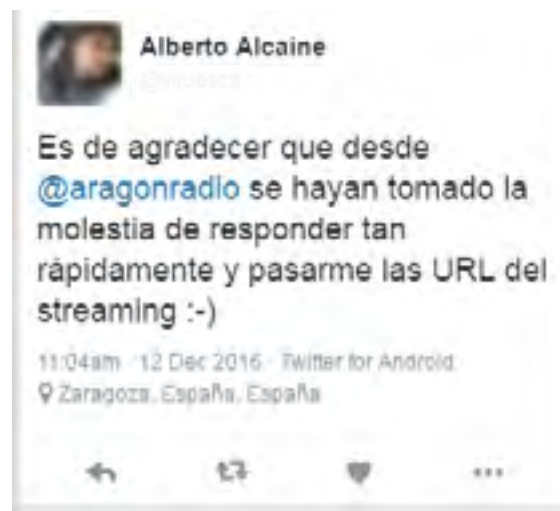 Alberto Alcaine
Es de agradecer que desde
@aragonradio se hayan tomado la
molestia de responder tan
rápidamente y pasarme las URL del
streaming :-)
11:04am · 12 Dec 2016 · Twitter for Android
Zaragoza, España, España